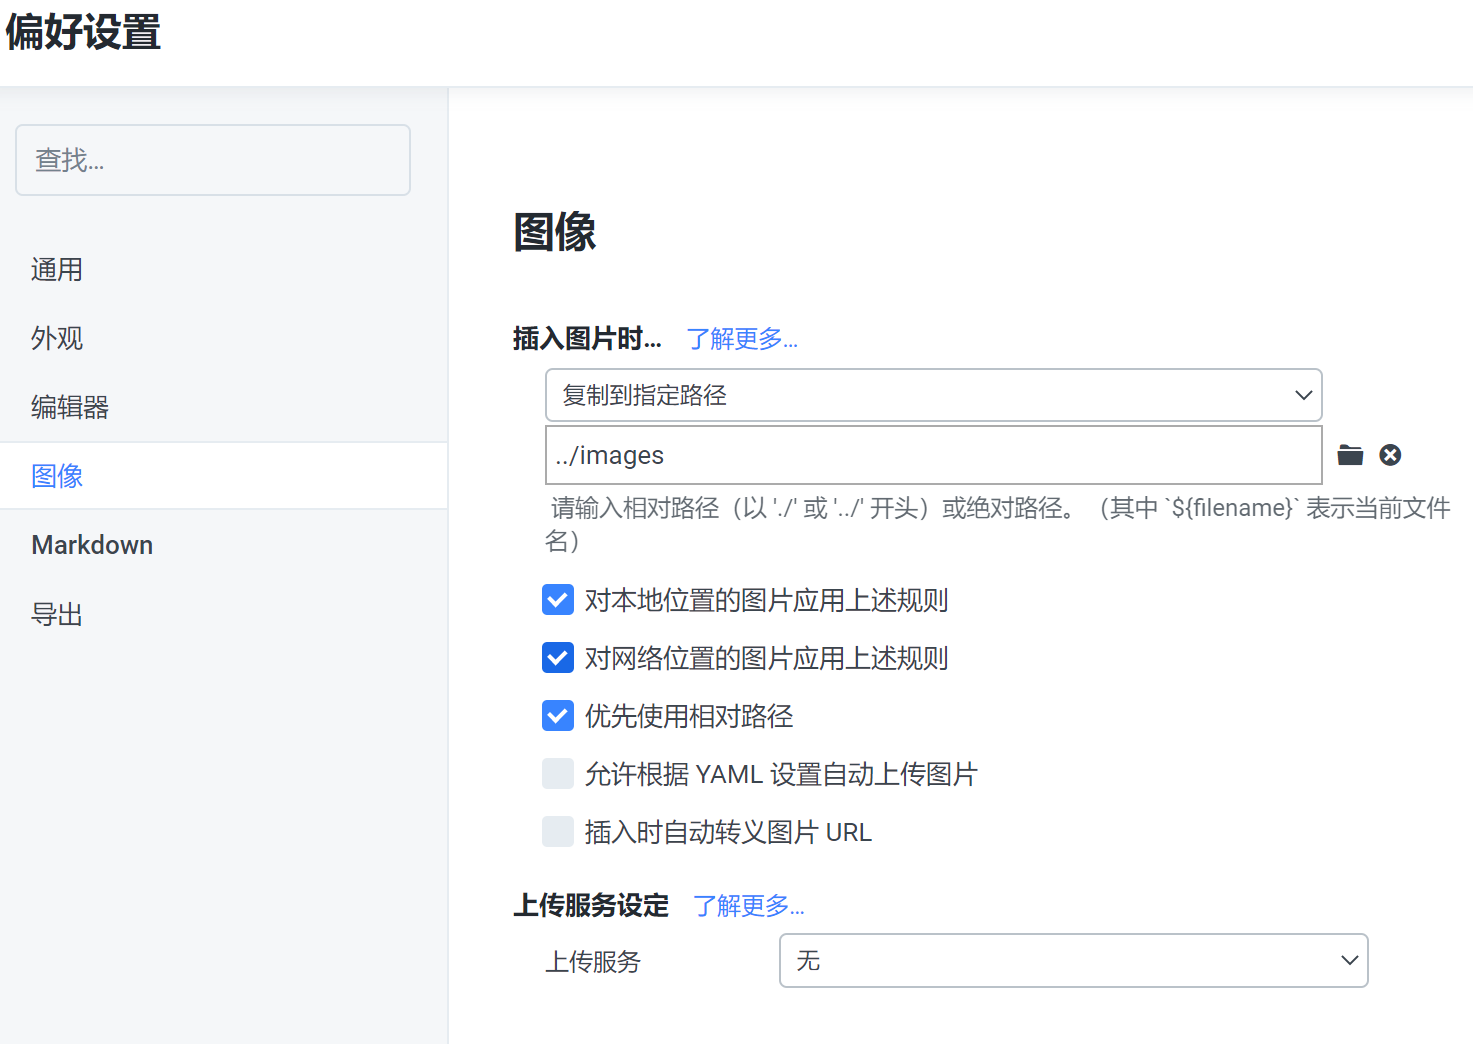 偏好设置
查找...
通用
外观
编辑器
图像
Markdown
导出
图像
插入图片时... 了解更多...
复制到指定路径
../images
请输入相对路径（以 './' 或 '../' 开头）或绝对路径。（其中 `${filename}` 表示当前文件
名）
对本地位置的图片应用上述规则
对网络位置的图片应用上述规则
优先使用相对路径
允许根据 YAML 设置自动上传图片
插入时自动转义图片 URL
上传服务设定 了解更多...
上传服务 无